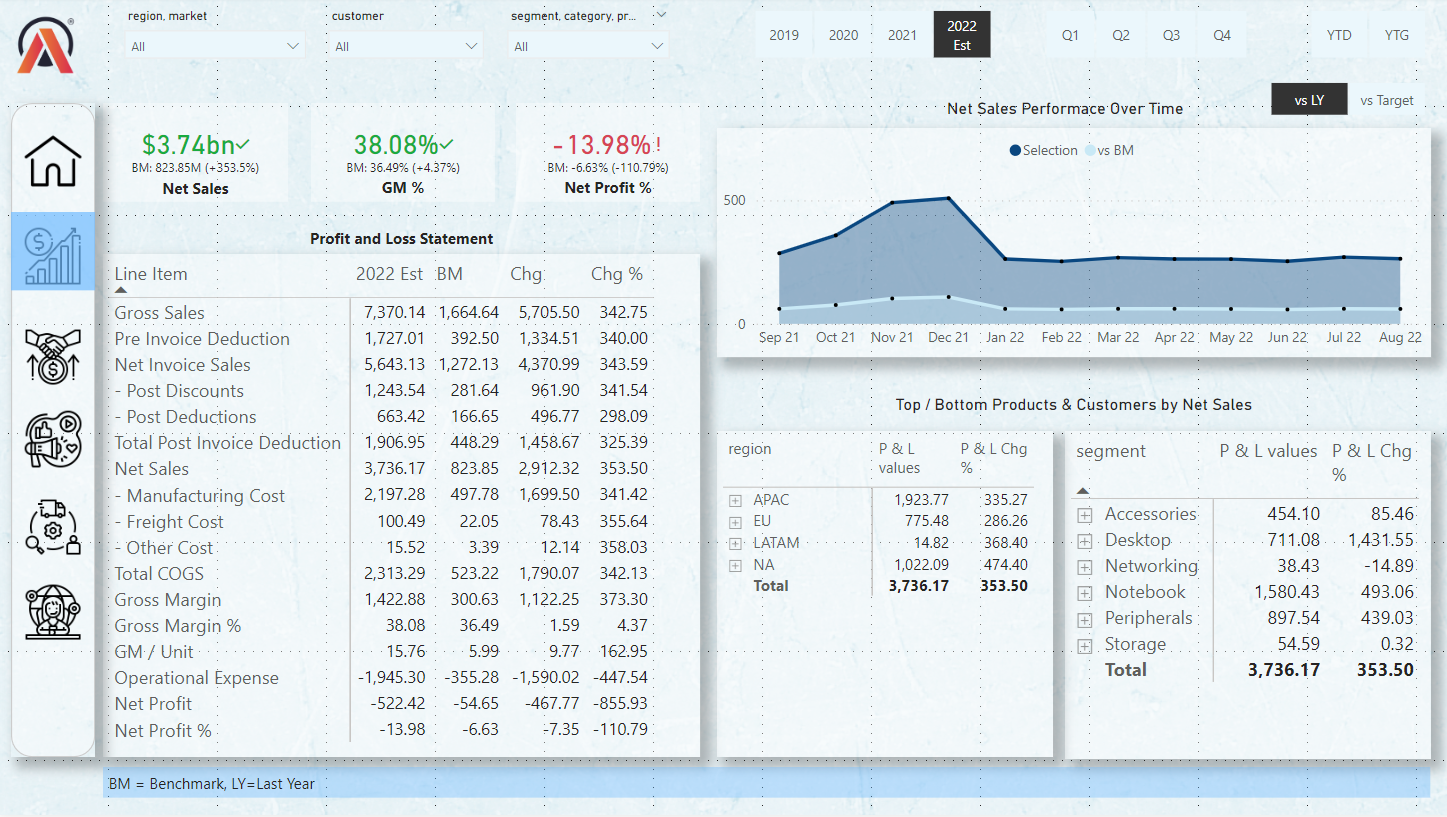 region, market
customer
segment, category, pr...
All
All
All
2019
2020
2021
2022
Est
Q1
Q2
Q3
Q4
YTD
YTG
vs LY
vs Target
$3.74bn
BM: 823.85M (+353.5%)
Net Sales
38.08%
BM: 36.49% (+4.37%)
GM %
-13.98%!
BM: -6.63% (-110.79%)
Net Profit %
Net Sales Performace Over Time
Selection vs BM
500
0
Sep 21 Oct 21 Nov 21 Dec 21 Jan 22 Feb 22 Mar 22 Apr 22 May 22 Jun 22 Jul 22 Aug 22
Profit and Loss Statement
Line Item 2022 Est BM Chg Chg %
Gross Sales 7,370.14 1,664.64 5,705.50 342.75
Pre Invoice Deduction 1,727.01 392.50 1,334.51 340.00
Net Invoice Sales 5,643.13 1,272.13 4,370.99 343.59
- Post Discounts 1,243.54 281.64 961.90 341.54
- Post Deductions 663.42 166.65 496.77 298.09
Total Post Invoice Deduction 1,906.95 448.29 1,458.67 325.39
Net Sales 3,736.17 823.85 2,912.32 353.50
- Manufacturing Cost 2,197.28 497.78 1,699.50 341.42
- Freight Cost 100.49 22.05 78.43 355.64
- Other Cost 15.52 3.39 12.14 358.03
Total COGS 2,313.29 523.22 1,790.07 342.13
Gross Margin 1,422.88 300.63 1,122.25 373.30
Gross Margin % 38.08 36.49 1.59 4.37
GM / Unit 15.76 5.99 9.77 162.95
Operational Expense -1,945.30 -355.28 -1,590.02 -447.54
Net Profit -522.42 -54.65 -467.77 -855.93
Net Profit % -13.98 -6.63 -7.35 -110.79
Top / Bottom Products & Customers by Net Sales
region P & L values P & L Chg %
APAC 1,923.77 335.27
EU 775.48 286.26
LATAM 14.82 368.40
NA 1,022.09 474.40
Total 3,736.17 353.50
segment P & L values P & L Chg %
Accessories 454.10 85.46
Desktop 711.08 1,431.55
Networking 38.43 -14.89
Notebook 1,580.43 493.06
Peripherals 897.54 439.03
Storage 54.59 0.32
Total 3,736.17 353.50
BM = Benchmark, LY=Last Year